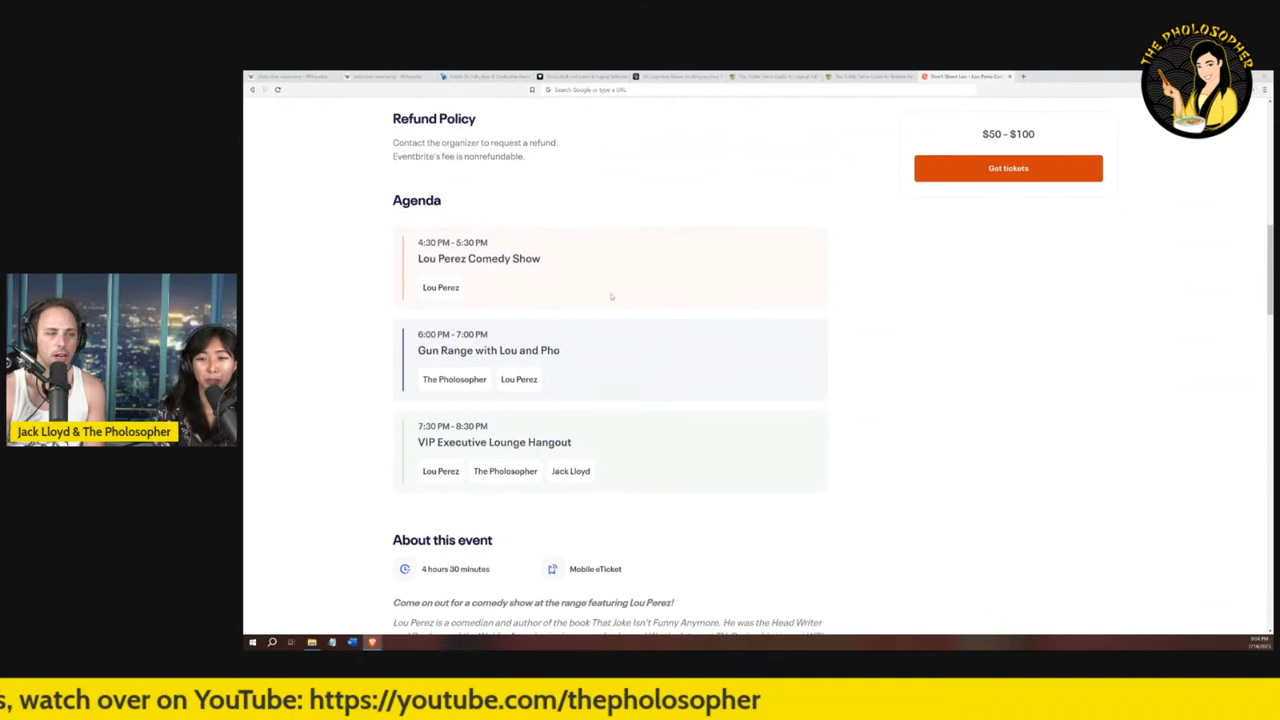 THE PHOLOSOPHER
Search Google or type a URL
Refund Policy
Contact the organizer to request a refund.
Eventbrite's fee is nonrefundable.
$50 – $100
Get tickets
Agenda
4:30 PM - 5:30 PM
Lou Perez Comedy Show
Lou Perez
6:00 PM - 7:00 PM
Gun Range with Lou and Pho
The Pholosopher Lou Perez
7:30 PM - 8:30 PM
VIP Executive Lounge Hangout
Lou Perez The Pholosopher Jack Lloyd
Jack Lloyd & The Pholosopher
About this event
4 hours 30 minutes Mobile eTicket
Come on out for a comedy show at the range featuring Lou Perez!
Lou Perez is a comedian and author of the book That Joke Isn't Funny Anymore. He was the Head Writer
s, watch over on YouTube: https://youtube.com/thepholosopher